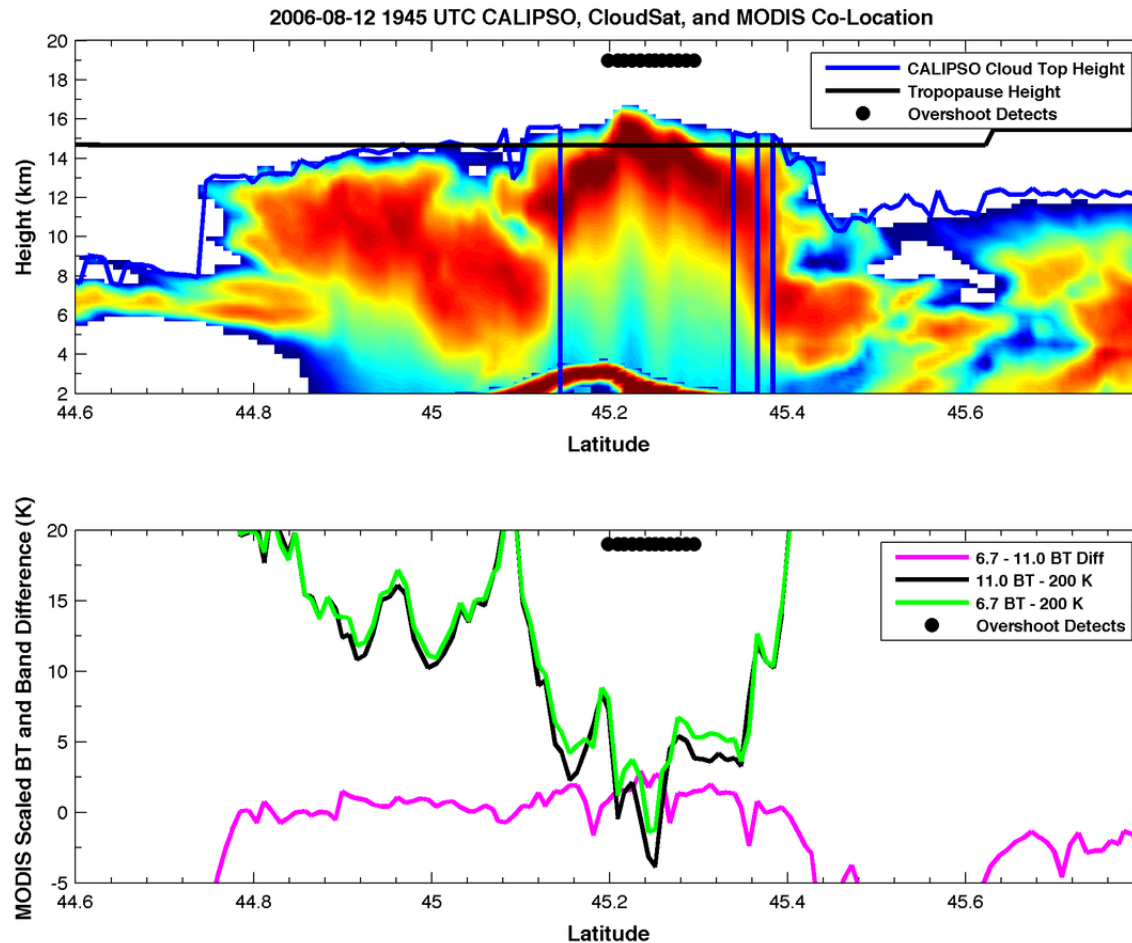 2006-08-12 1945 UTC CALIPSO, CloudSat, and MODIS Co-Location
Height (km)
20
18
16
14
12
10
8
6
4
2
CALIPSO Cloud Top Height
Tropopause Height
Overshoot Detects
44.6 44.8 45 45.2 45.4 45.6
Latitude
MODIS Scaled BT and Band Difference (K)
20
15
10
5
0
-5
6.7 - 11.0 BT Diff
11.0 BT - 200 K
6.7 BT - 200 K
Overshoot Detects
44.6 44.8 45 45.2 45.4 45.6
Latitude